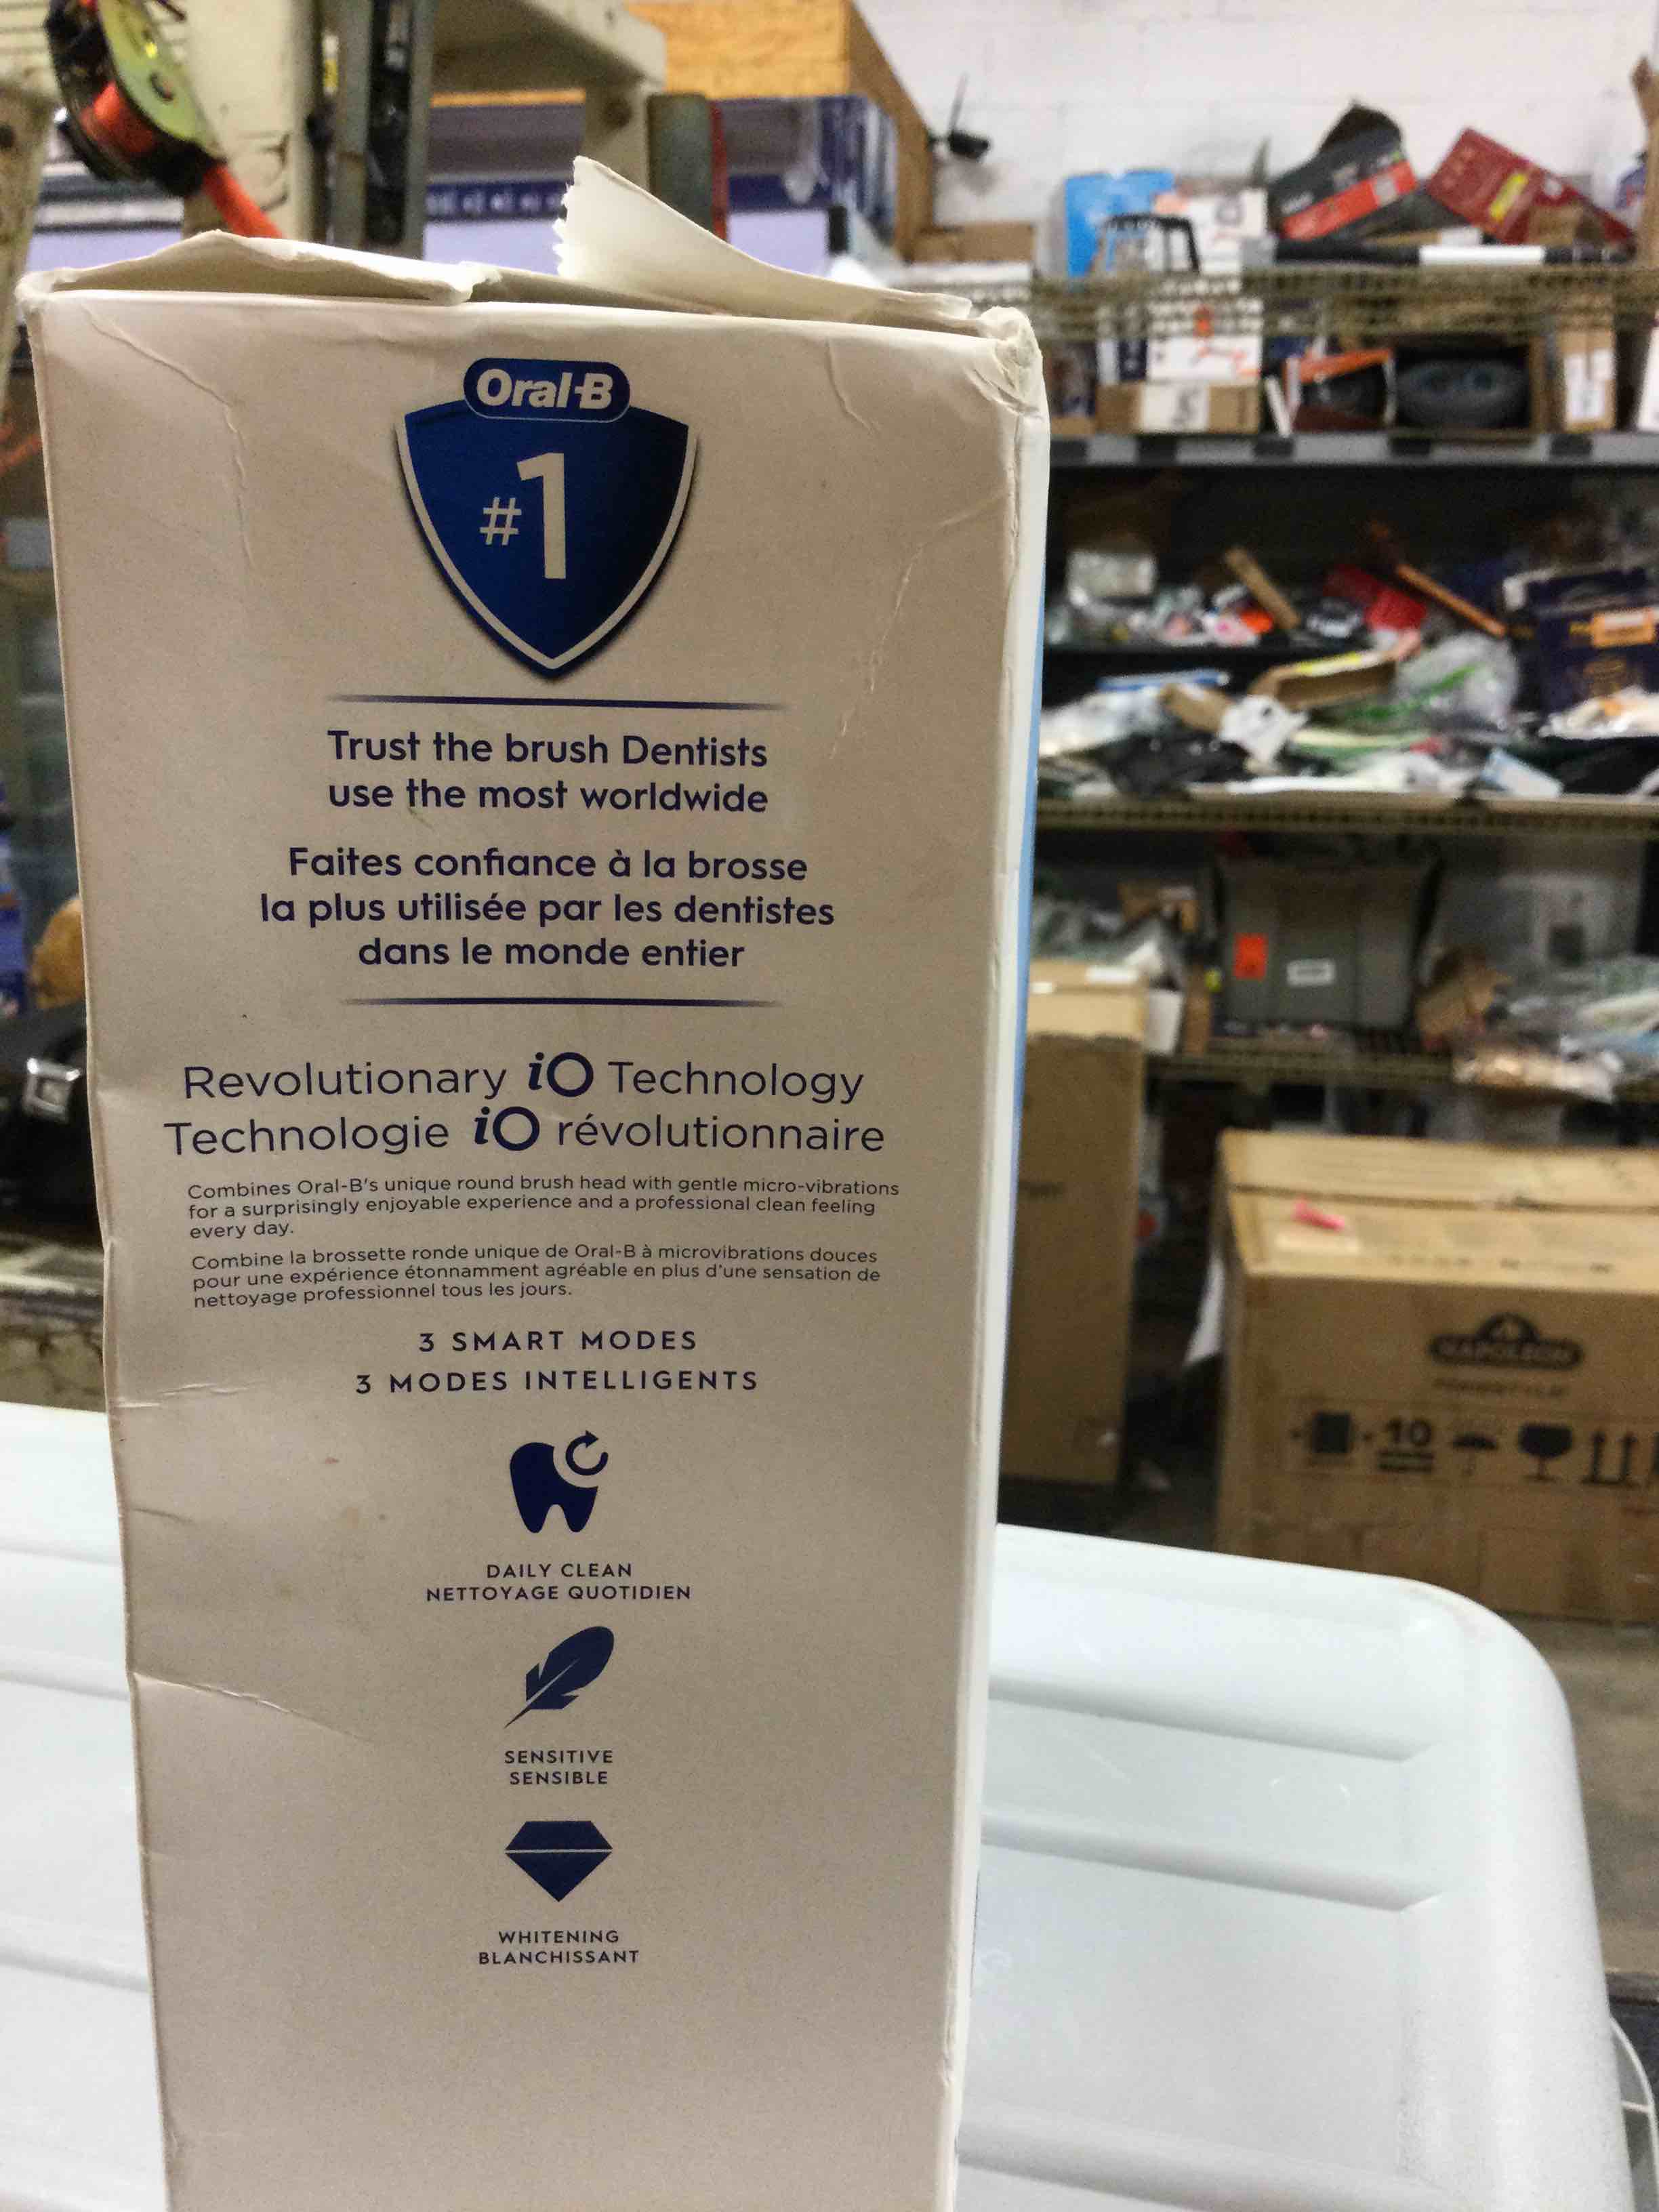 Oral-B
#1
Trust the brush Dentists
use the most worldwide
Faites confiance à la brosse
la plus utilisée par les dentistes
dans le monde entier
Revolutionary iO Technology
Technologie iO révolutionnaire
Combines Oral-B's unique round brush head with gentle micro-vibrations
for a surprisingly enjoyable experience and a professional clean feeling
every day.
Combine la brossette ronde unique de Oral-B à microvibrations douces
pour une expérience étonnamment agréable en plus d'une sensation de
nettoyage professionnel tous les jours.
3 SMART MODES
3 MODES INTELLIGENTS
DAILY CLEAN
NETTOYAGE QUOTIDIEN
SENSITIVE
SENSIBLE
WHITENING
BLANCHISSANT
NAPOLEON
10